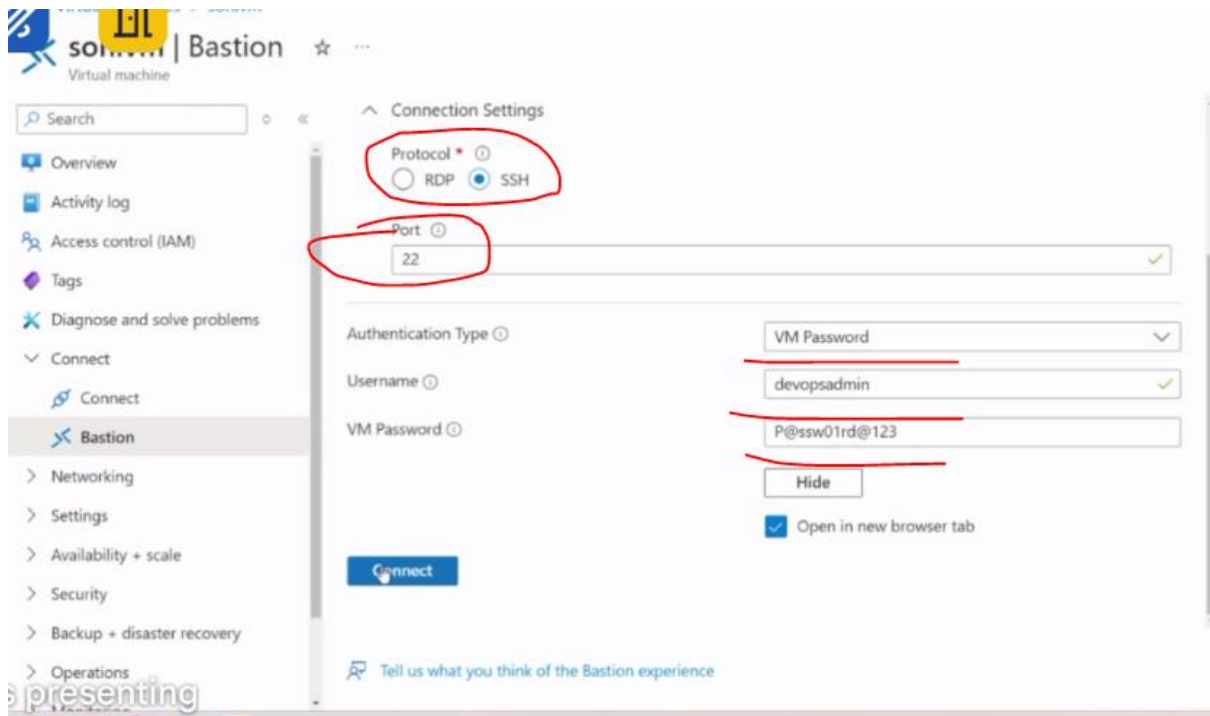 | Bastion
Virtual machine
Search
Overview
Activity log
Access control (IAM)
Tags
Diagnose and solve problems
Connect
Connect
Bastion
Networking
Settings
Availability + scale
Security
Backup + disaster recovery
Operations
Monitoring
presenting
Connection Settings
Protocol *
RDP SSH
Port
22
Authentication Type VM Password
Username devopsadmin
VM Password P@ssw01rd@123
Hide
Open in new browser tab
Connect
Tell us what you think of the Bastion experience